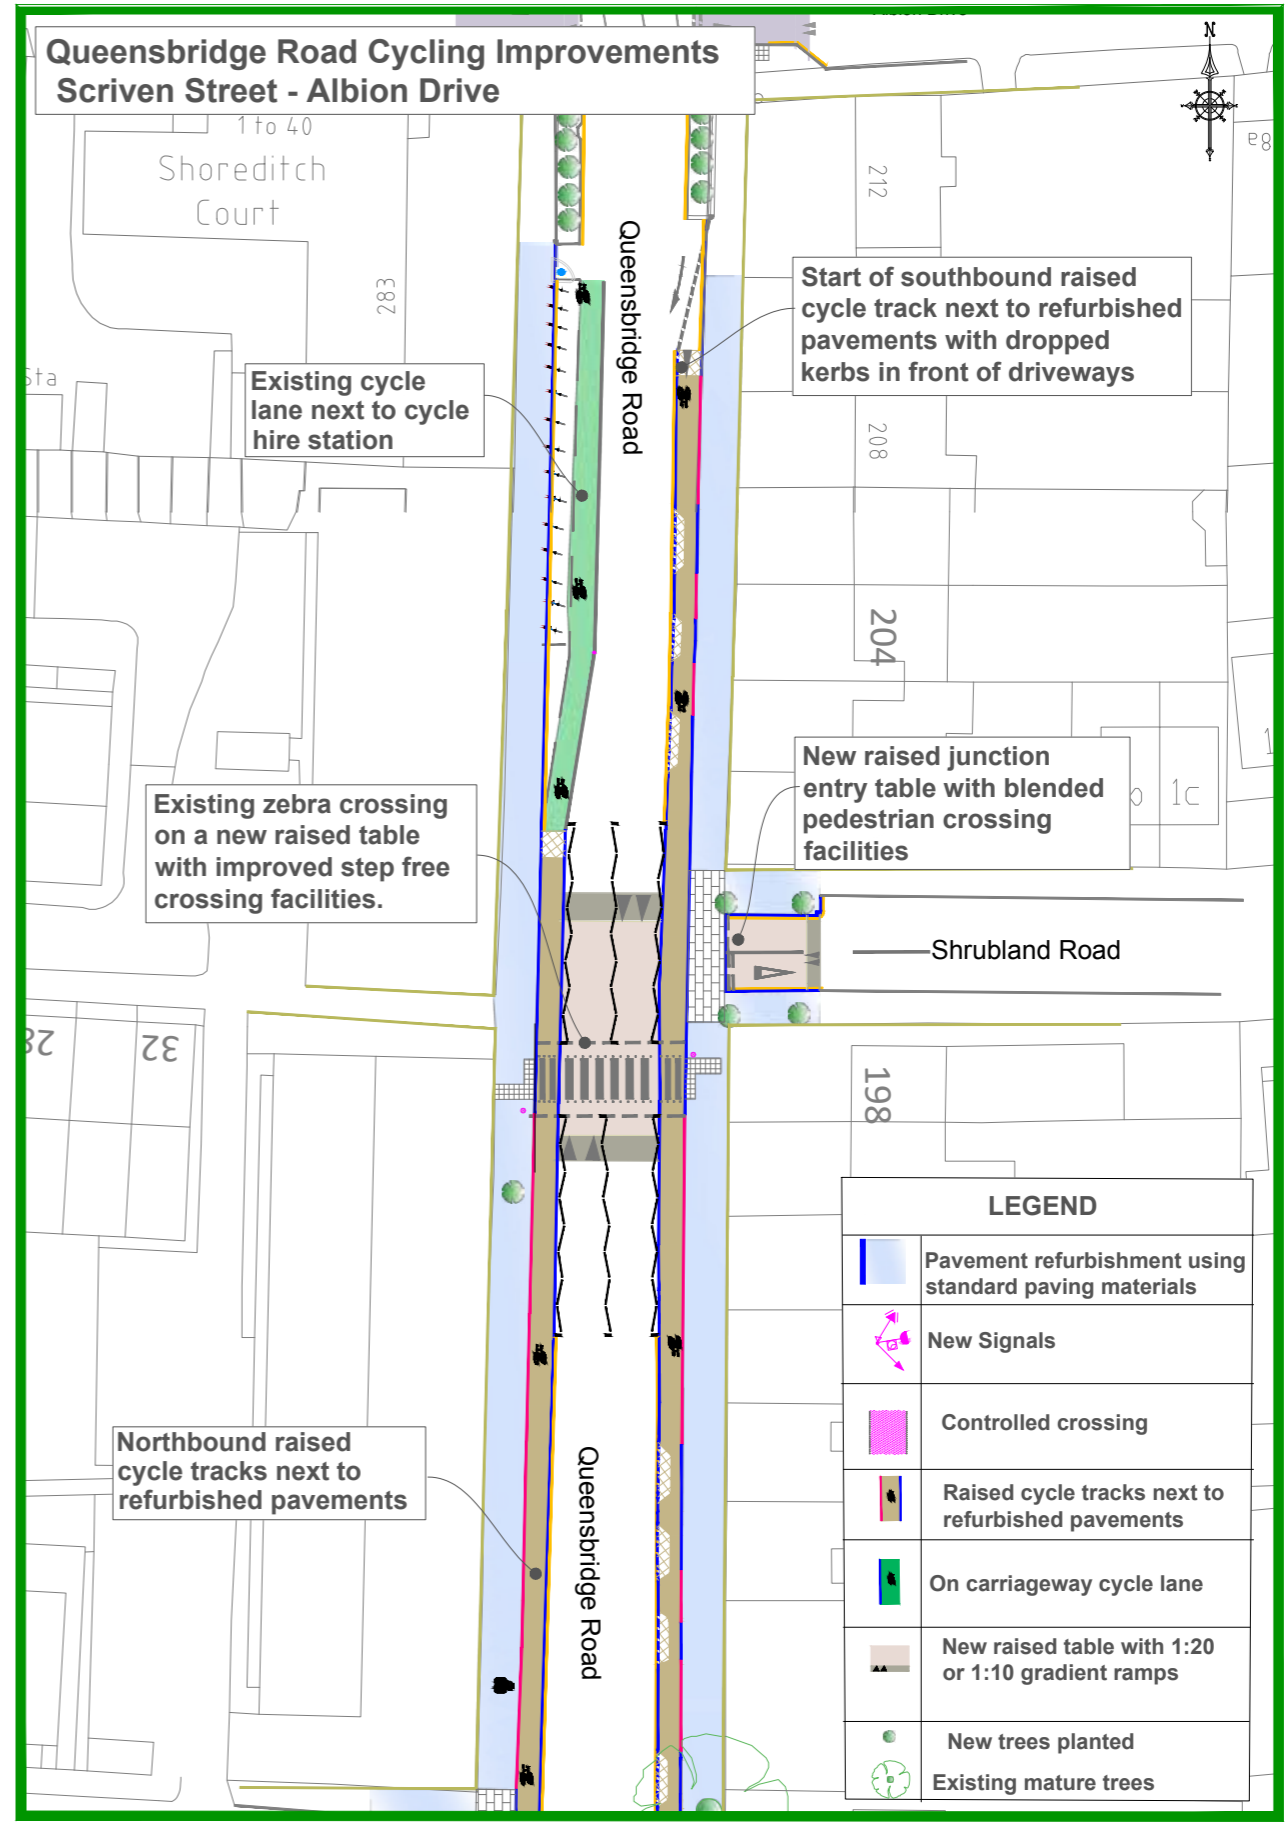 Queensbridge Road Cycling Improvements
Scriven Street - Albion Drive
N
1 to 40
Shoreditch
Court
283
212
8a
Queensbridge Road
Start of southbound raised
cycle track next to refurbished
pavements with dropped
kerbs in front of driveways
Existing cycle
lane next to cycle
hire station
Sta
208
204
New raised junction
entry table with blended
pedestrian crossing
facilities
1c
Existing zebra crossing
on a new raised table
with improved step free
crossing facilities.
Shrubland Road
28
32
198
LEGEND
Pavement refurbishment using
standard paving materials
New Signals
Controlled crossing
Raised cycle tracks next to
refurbished pavements
On carriageway cycle lane
New raised table with 1:20
or 1:10 gradient ramps
New trees planted
Existing mature trees
Northbound raised
cycle tracks next to
refurbished pavements
Queensbridge Road